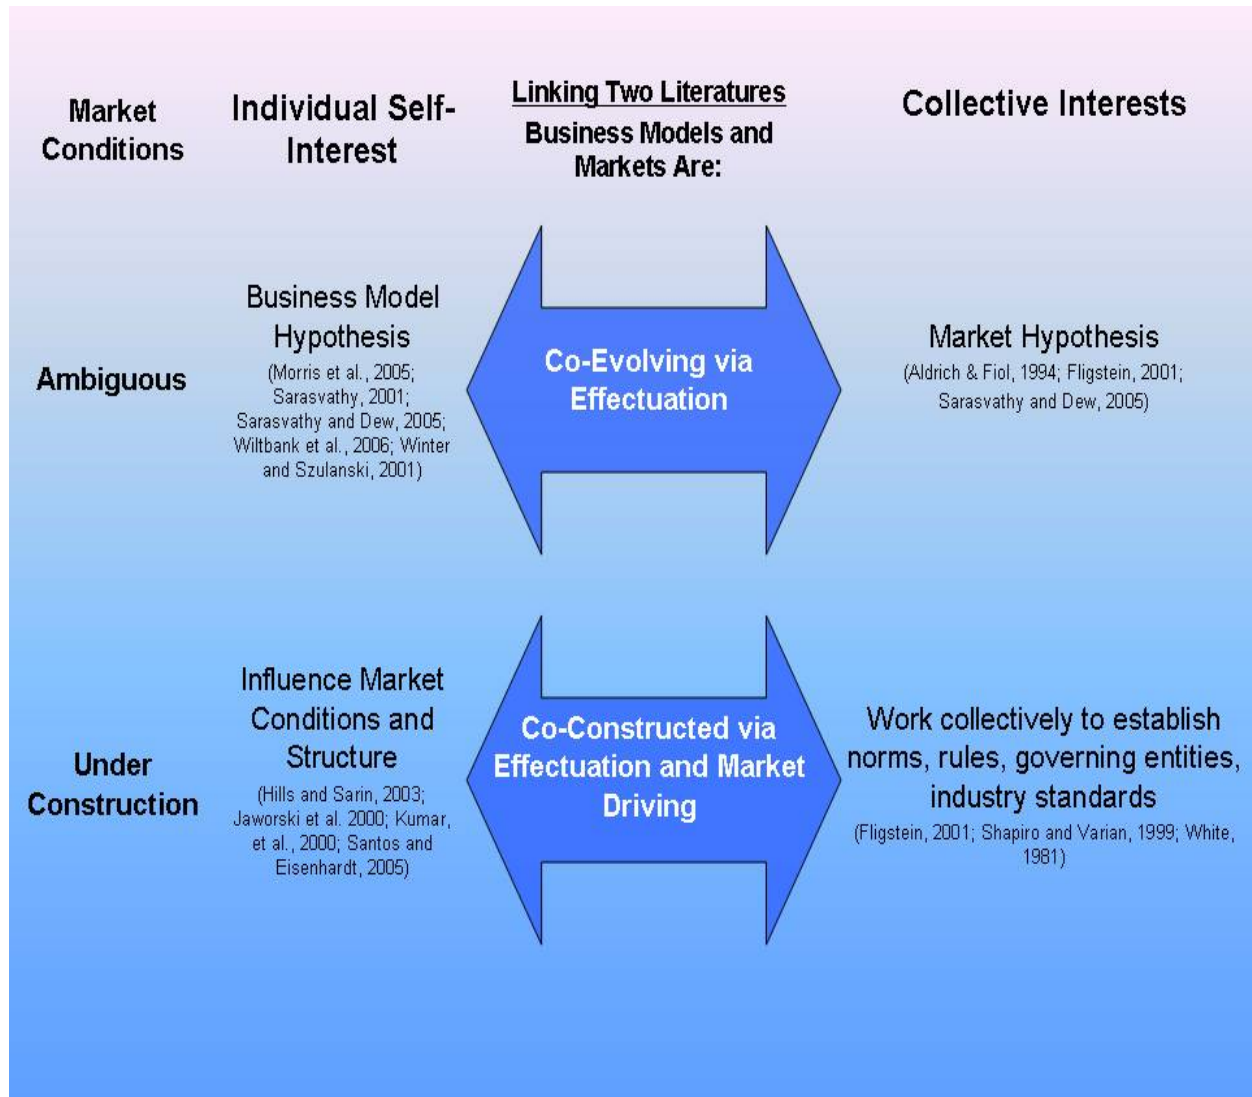 Market
Conditions
Individual Self-
Interest
Linking Two Literatures
Business Models and
Markets Are:
Collective Interests
Ambiguous
Business Model
Hypothesis
(Morris et al., 2005;
Sarasvathy, 2001;
Sarasvathy and Dew, 2005;
Wiltbank et al., 2006; Winter
and Szulanski, 2001)
Co-Evolving via
Effectuation
Market Hypothesis
(Aldrich & Fiol, 1994; Fligstein, 2001;
Sarasvathy and Dew, 2005)
Under
Construction
Influence Market
Conditions and
Structure
(Hills and Sarin, 2003;
Jaworski et al. 2000; Kumar,
et al., 2000; Santos and
Eisenhardt, 2005)
Co-Constructed via
Effectuation and Market
Driving
Work collectively to establish
norms, rules, governing entities,
industry standards
(Fligstein, 2001; Shapiro and Varian, 1999; White,
1981)